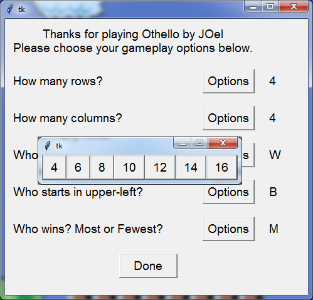 tk
Thanks for playing Othello by JOel
Please choose your gameplay options below.
How many rows? Options 4
How many columns? Options 4
tk
Who s W
4 6 8 10 12 14 16
Who starts in upper-left? Options B
Who wins? Most or Fewest? Options M
Done